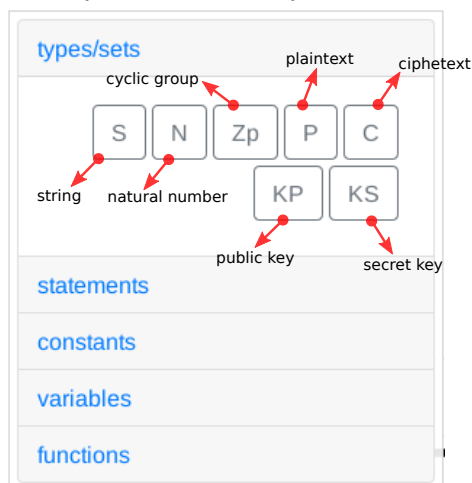 types/sets
plaintext
ciphetext
cyclic group
S N Zp P C
string
natural number
KP KS
public key
secret key
statements
constants
variables
functions